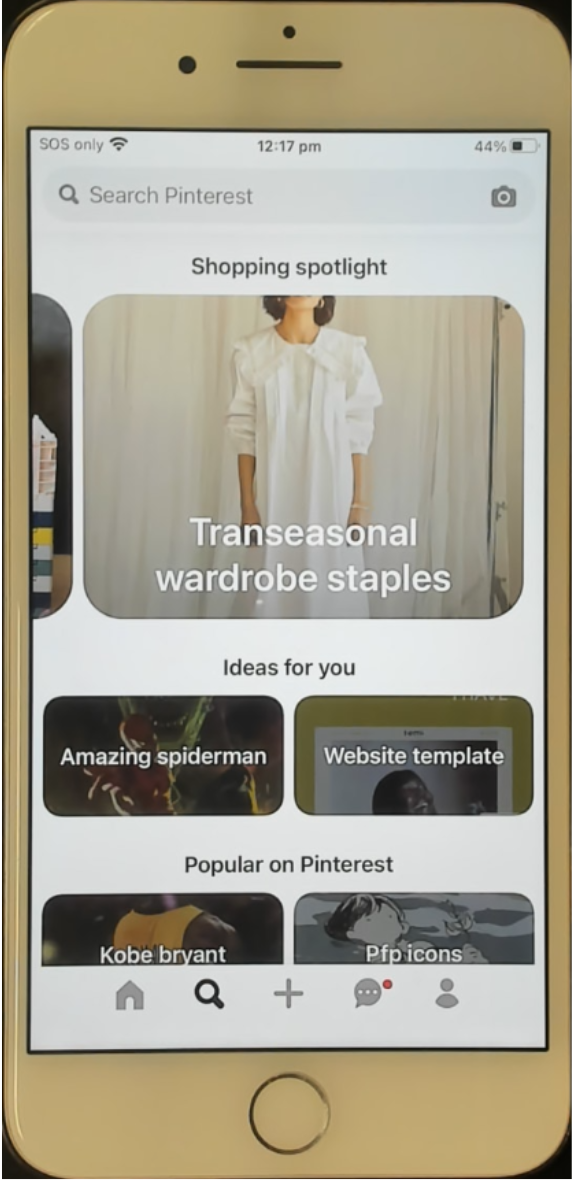 SOS only
12:17 pm
44%
Search Pinterest
Shopping spotlight
Transeasonal
wardrobe staples
Ideas for you
Amazing spiderman
Website template
Popular on Pinterest
Kobe bryant
Pfp icons